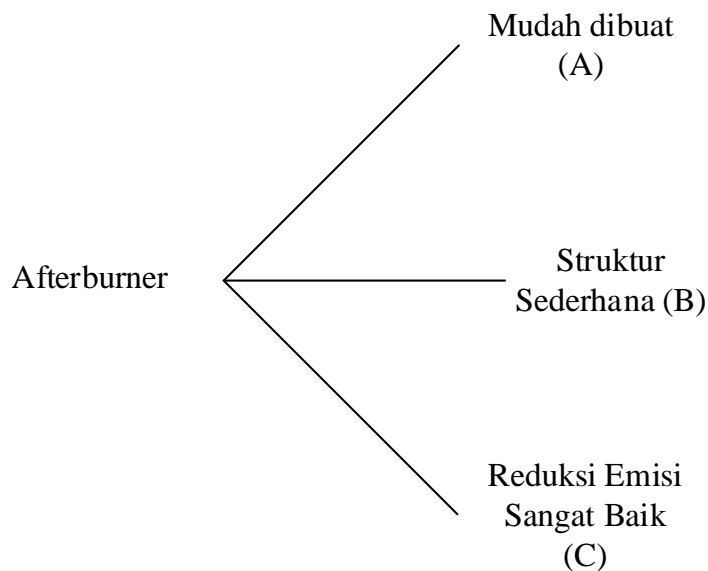 Mudah dibuat
(A)
Afterburner
Struktur
Sederhana (B)
Reduksi Emisi
Sangat Baik
(C)